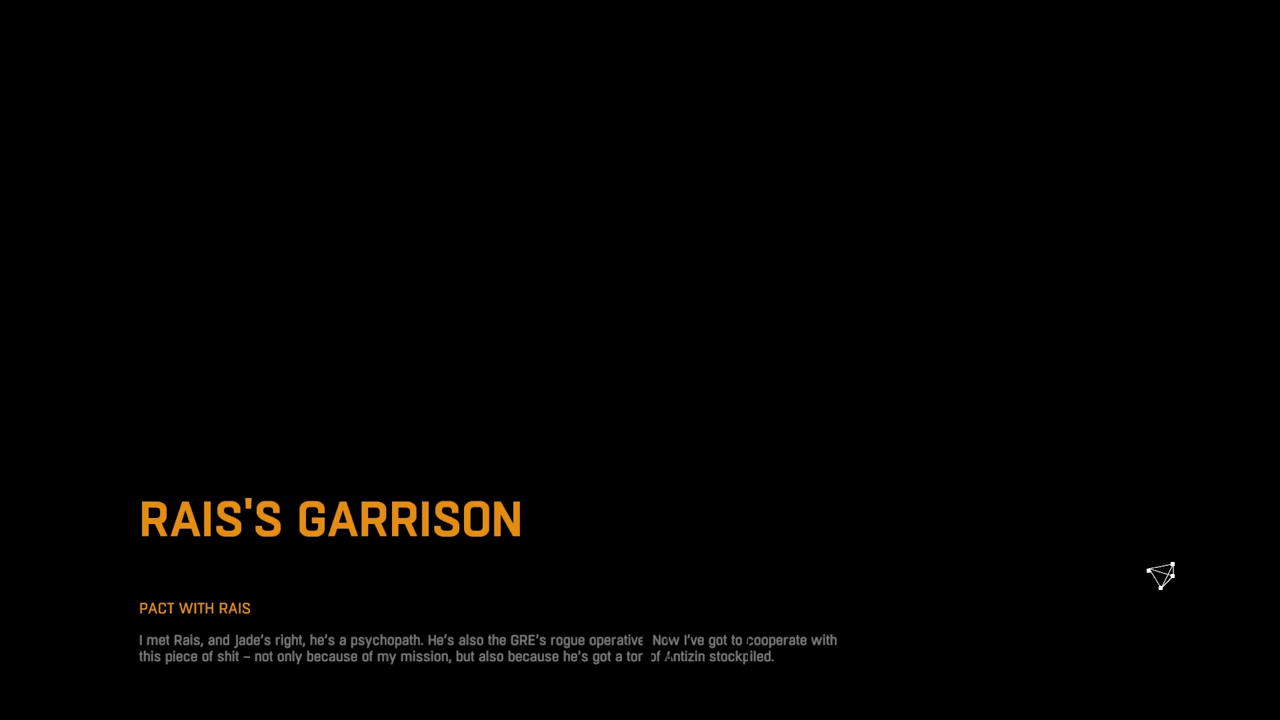 RAIS'S GARRISON
PACT WITH RAIS
I met Rais, and Jade's right, he's a psychopath. He's also the GRE's rogue operative Now I've got to cooperate with
this piece of shit – not only because of my mission, but also because he's got a ton of Antizin stockpiled.